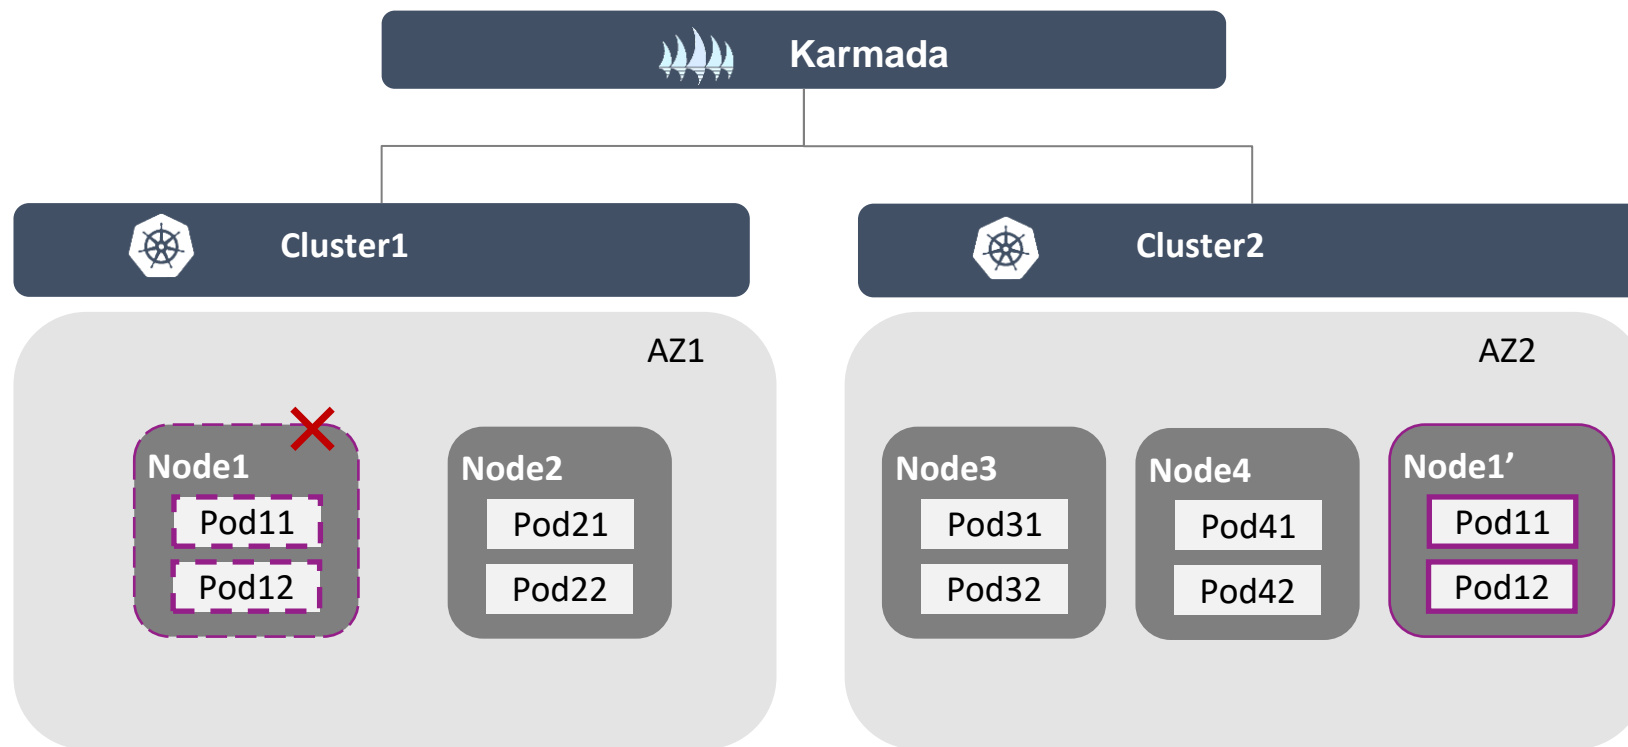 Karmada
Cluster1
Cluster2
AZ1
AZ2
Node1
Pod11
Pod12
Node2
Pod21
Pod22
Node3
Pod31
Pod32
Node4
Pod41
Pod42
Node1’
Pod11
Pod12